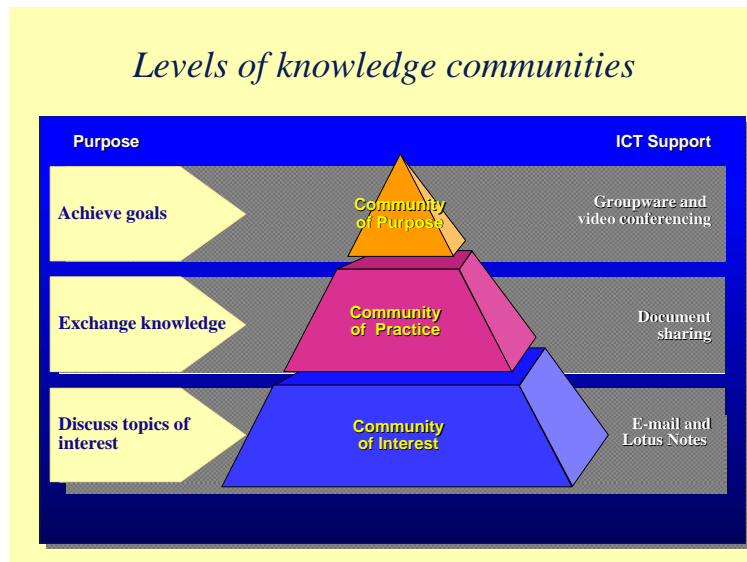 Levels of knowledge communities
Purpose
ICT Support
Achieve goals
Community
of Purpose
Groupware and
video conferencing
Exchange knowledge
Community
of Practice
Document
sharing
Discuss topics of
interest
Community
of Interest
E-mail and
Lotus Notes